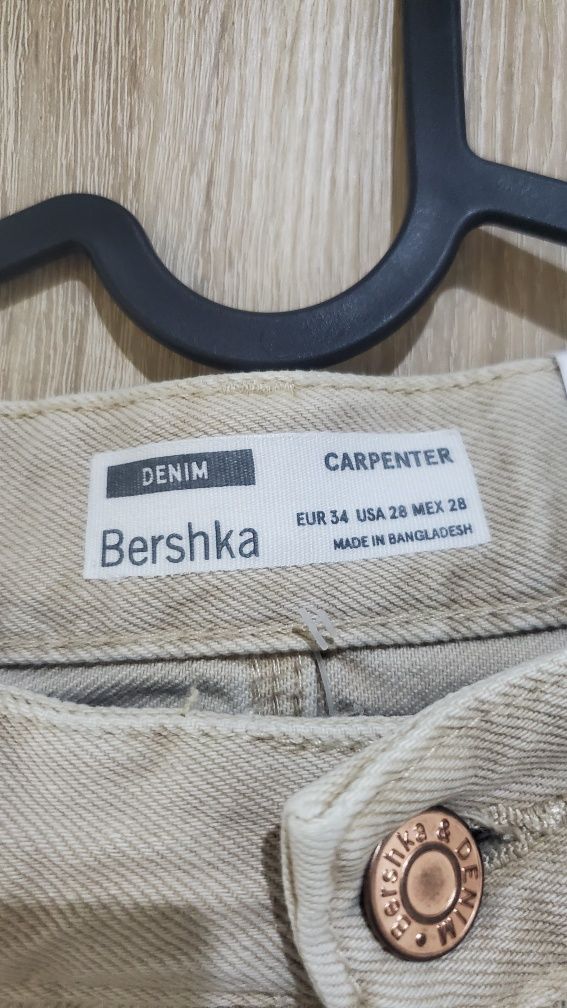 DENIM
CARPENTER
Bershka
EUR 34 USA 28 MEX 28
MADE IN BANGLADESH
Bershka & DENIM •